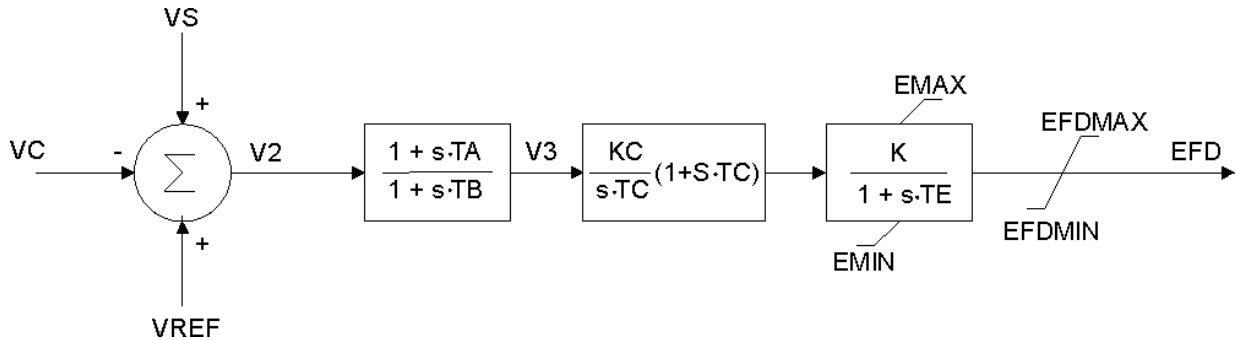 VS
+
VC
-
Σ
V2
1 + s·TA
1 + s·TB
V3
KC
s·TC
(1+S·TC)
EMAX
K
1 + s·TE
EMIN
EFDMAX
EFD
EFDMIN
+
VREF